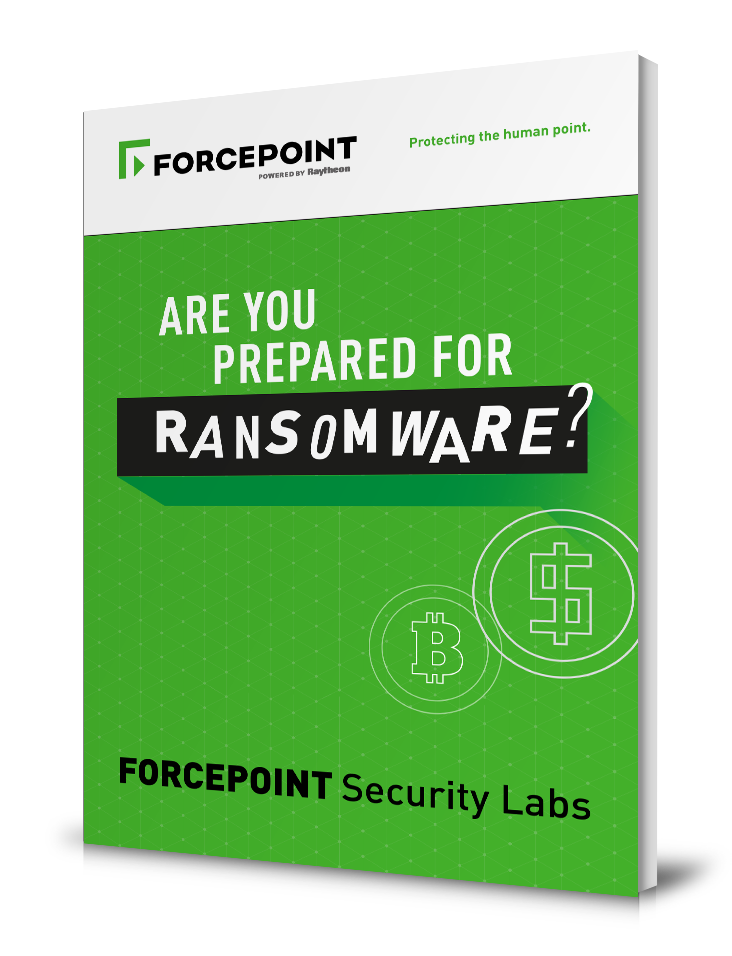 FORCEPOINT
POWERED BY Raytheon
Protecting the human point.
ARE YOU
PREPARED FOR
RANSOMWARE?
FORCEPOINT Security Labs